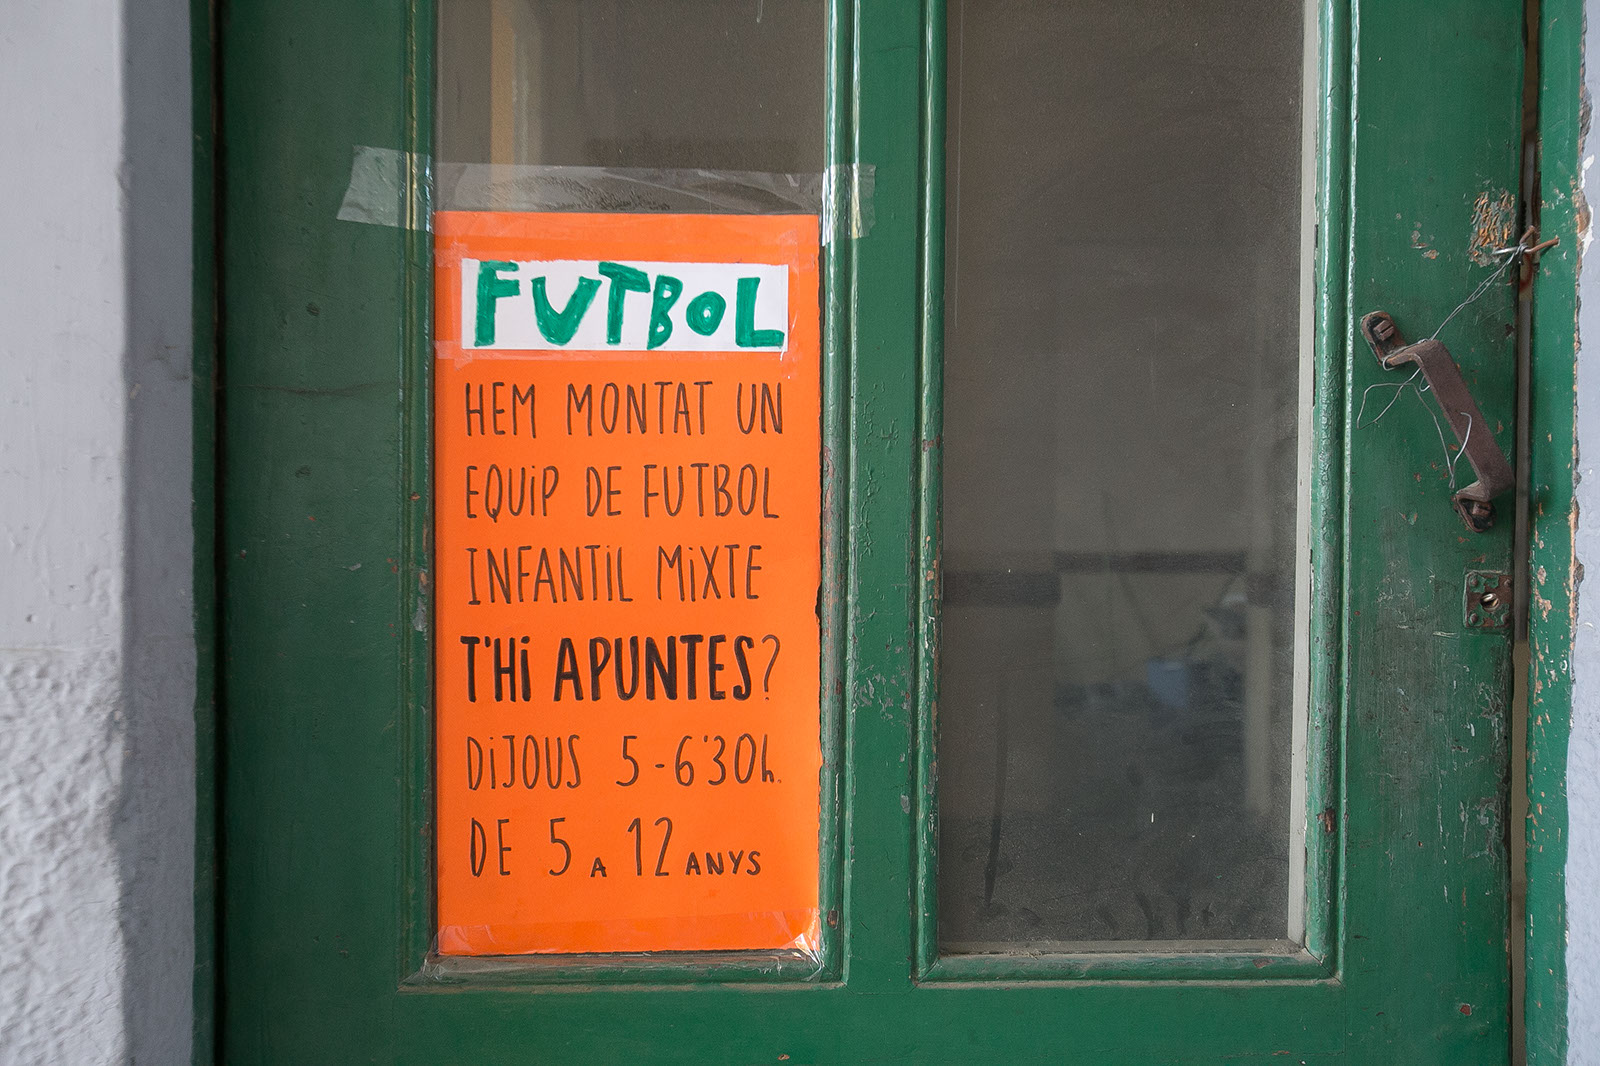 FUTBOL
HEM MONTAT UN
EQUiP DE FUTBOL
INFANTiL MiXTE
T'Hi APUNTES?
DiJOUS 5-6'30h.
DE 5 A 12 ANYS